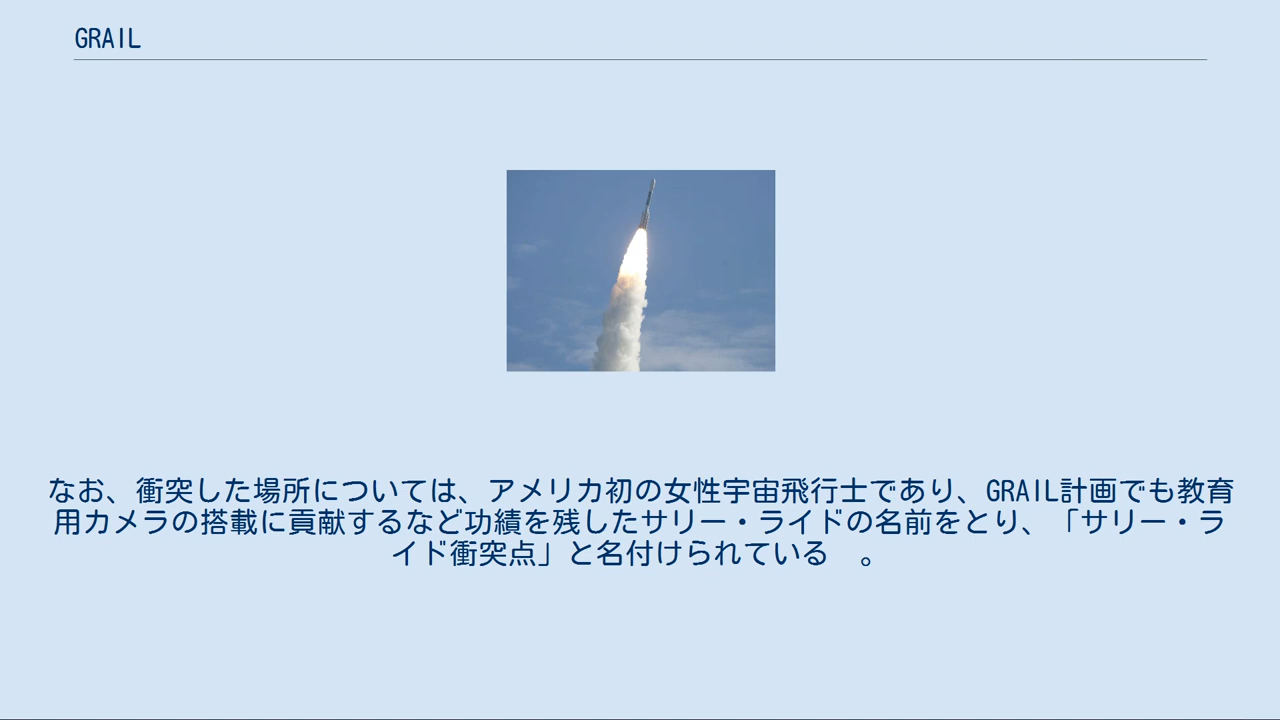 GRAIL
なお、衝突した場所については、アメリカ初の女性宇宙飛行士であり、GRAIL計画でも教育
用カメラの搭載に貢献するなど功績を残したサリー・ライドの名前をとり、「サリー・ラ
イド衝突点」と名付けられている　。